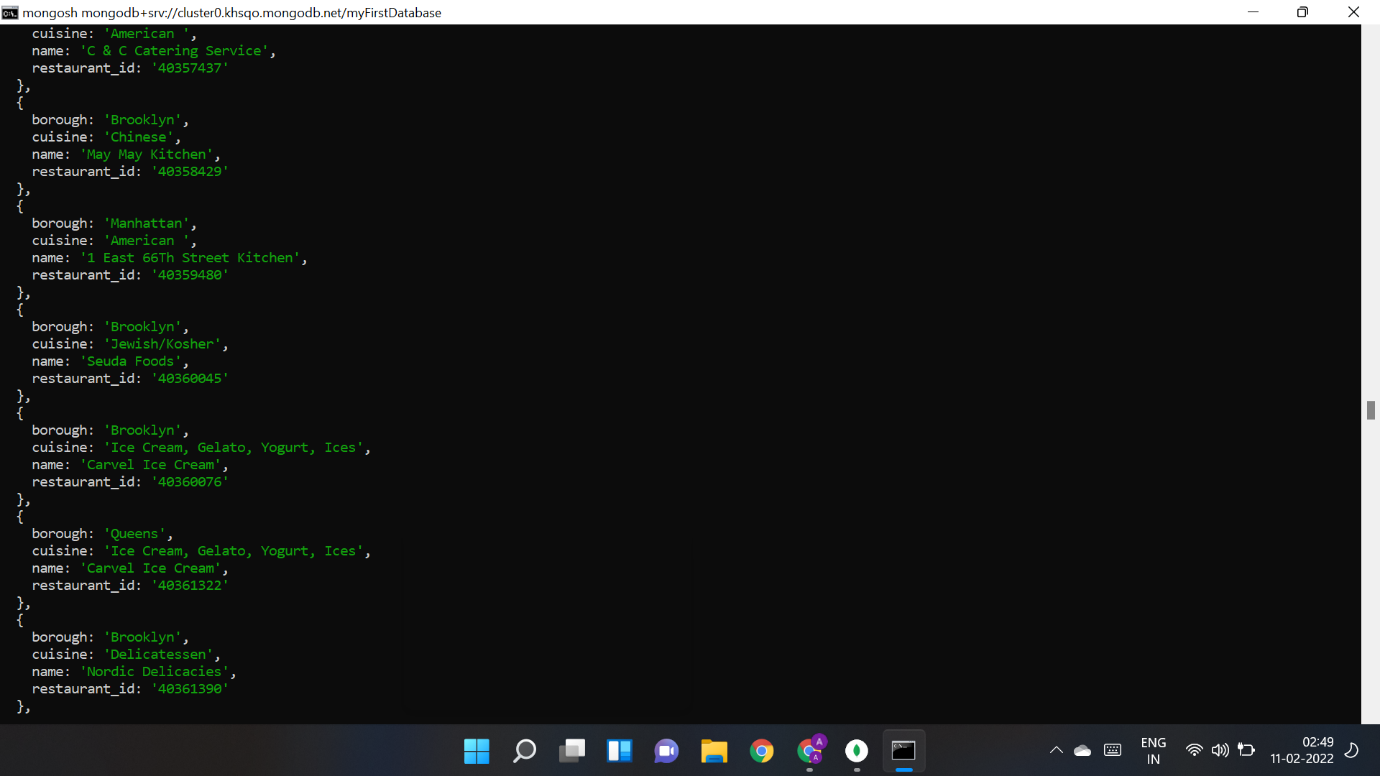 mongosh mongodb+srv://cluster0.khsqo.mongodb.net/myFirstDatabase
cuisine: 'American ',
name: 'C & C Catering Service',
restaurant_id: '40357437'
},
{
borough: 'Brooklyn',
cuisine: 'Chinese',
name: 'May May Kitchen',
restaurant_id: '40358429'
},
{
borough: 'Manhattan',
cuisine: 'American ',
name: '1 East 66Th Street Kitchen',
restaurant_id: '40359480'
},
{
borough: 'Brooklyn',
cuisine: 'Jewish/Kosher',
name: 'Seuda Foods',
restaurant_id: '40360045'
},
{
borough: 'Brooklyn',
cuisine: 'Ice Cream, Gelato, Yogurt, Ices',
name: 'Carvel Ice Cream',
restaurant_id: '40360076'
},
{
borough: 'Queens',
cuisine: 'Ice Cream, Gelato, Yogurt, Ices',
name: 'Carvel Ice Cream',
restaurant_id: '40361322'
},
{
borough: 'Brooklyn',
cuisine: 'Delicatessen',
name: 'Nordic Delicacies',
restaurant_id: '40361390'
},
ENG
IN
02:49
11-02-2022